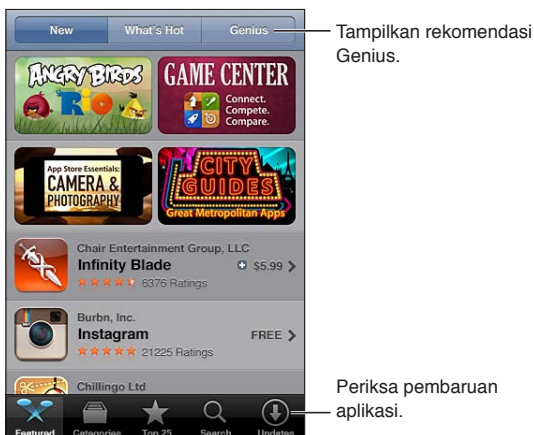 New What's Hot Genius
Tampilkan rekomendasi
Genius.
ANGRY BIRDS
RIO
GAME CENTER
Connect.
Compete.
Compare.
App Store Essentials:
CAMERA &
PHOTOGRAPHY
CITY
GUIDES
Great Metropolitan Apps
Chair Entertainment Group, LLC
Infinity Blade $5.99
6376 Ratings
Burbn, Inc.
Instagram FREE
21225 Ratings
Chillingo Ltd
Periksa pembaruan
aplikasi.
Featured Categories Top 25 Search Updates